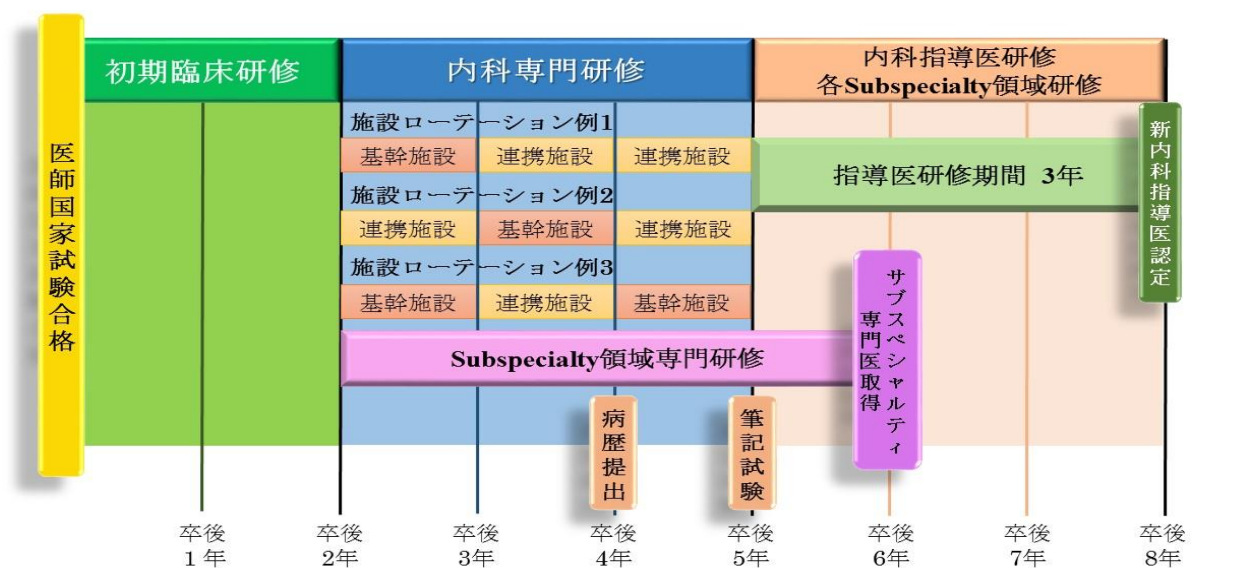 医師国家試験合格
初期臨床研修
内科専門研修
内科指導医研修
各Subspecialty領域研修
施設ローテーション例1
基幹施設
連携施設
連携施設
施設ローテーション例2
連携施設
基幹施設
連携施設
施設ローテーション例3
基幹施設
連携施設
基幹施設
指導医研修期間 3年
新内科指導医認定
Subspecialty領域専門研修
サブスペシャルティ
専門医取得
病歴提出
筆記試験
卒後
1年
卒後
2年
卒後
3年
卒後
4年
卒後
5年
卒後
6年
卒後
7年
卒後
8年